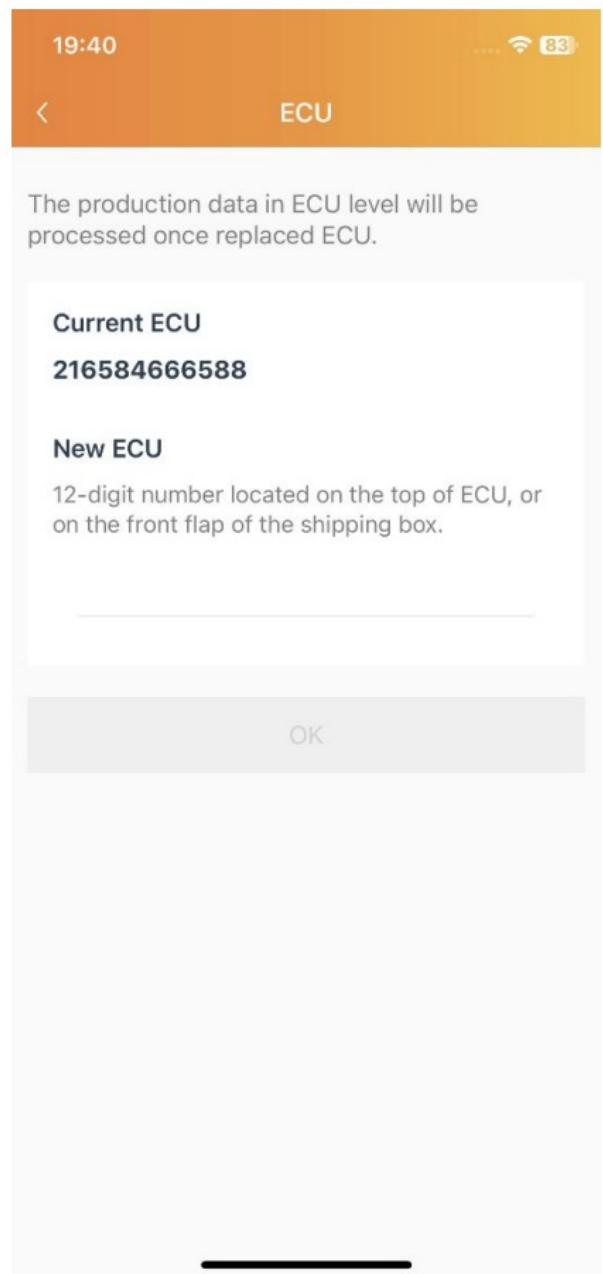 19:40
83
ECU
The production data in ECU level will be
processed once replaced ECU.
Current ECU
216584666588
New ECU
12-digit number located on the top of ECU, or
on the front flap of the shipping box.
OK